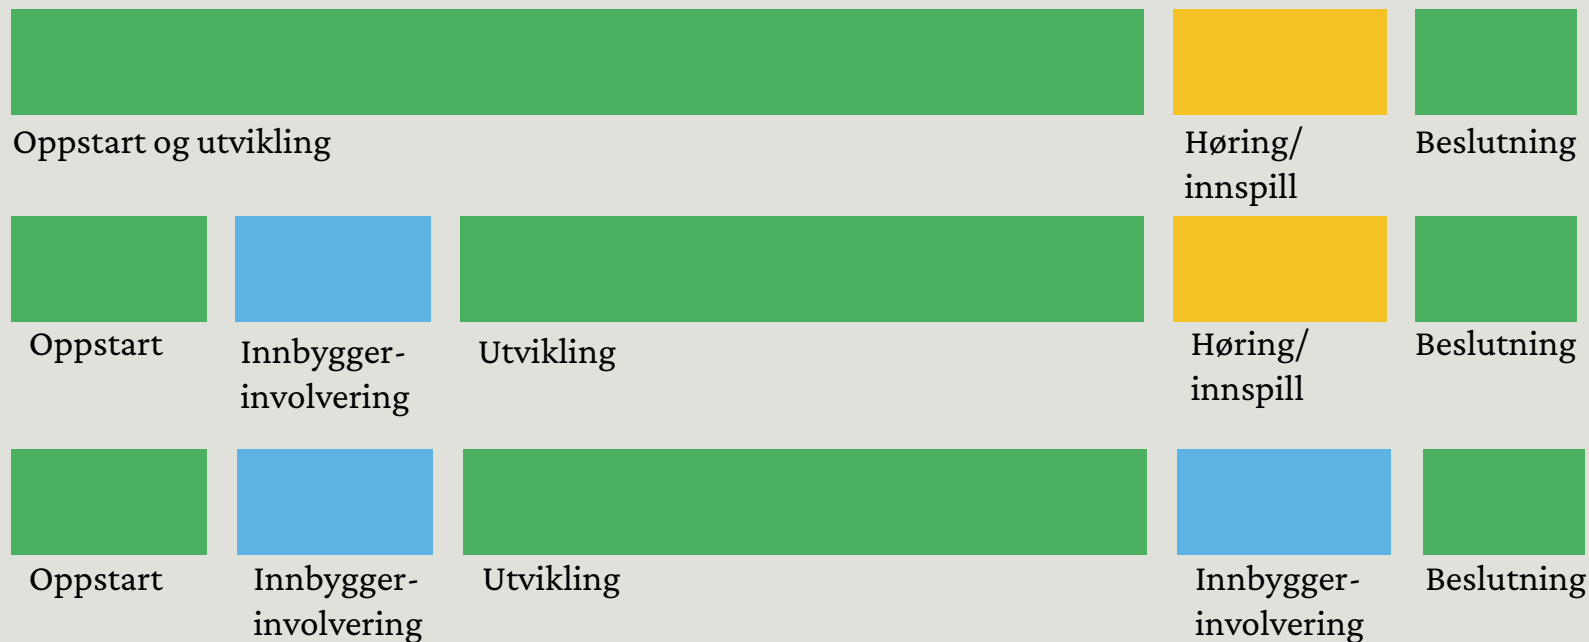 Oppstart og utvikling
Høring/
innspill
Beslutning
Oppstart
Innbygger-
involvering
Utvikling
Høring/
innspill
Beslutning
Oppstart
Innbygger-
involvering
Utvikling
Innbygger-
involvering
Beslutning